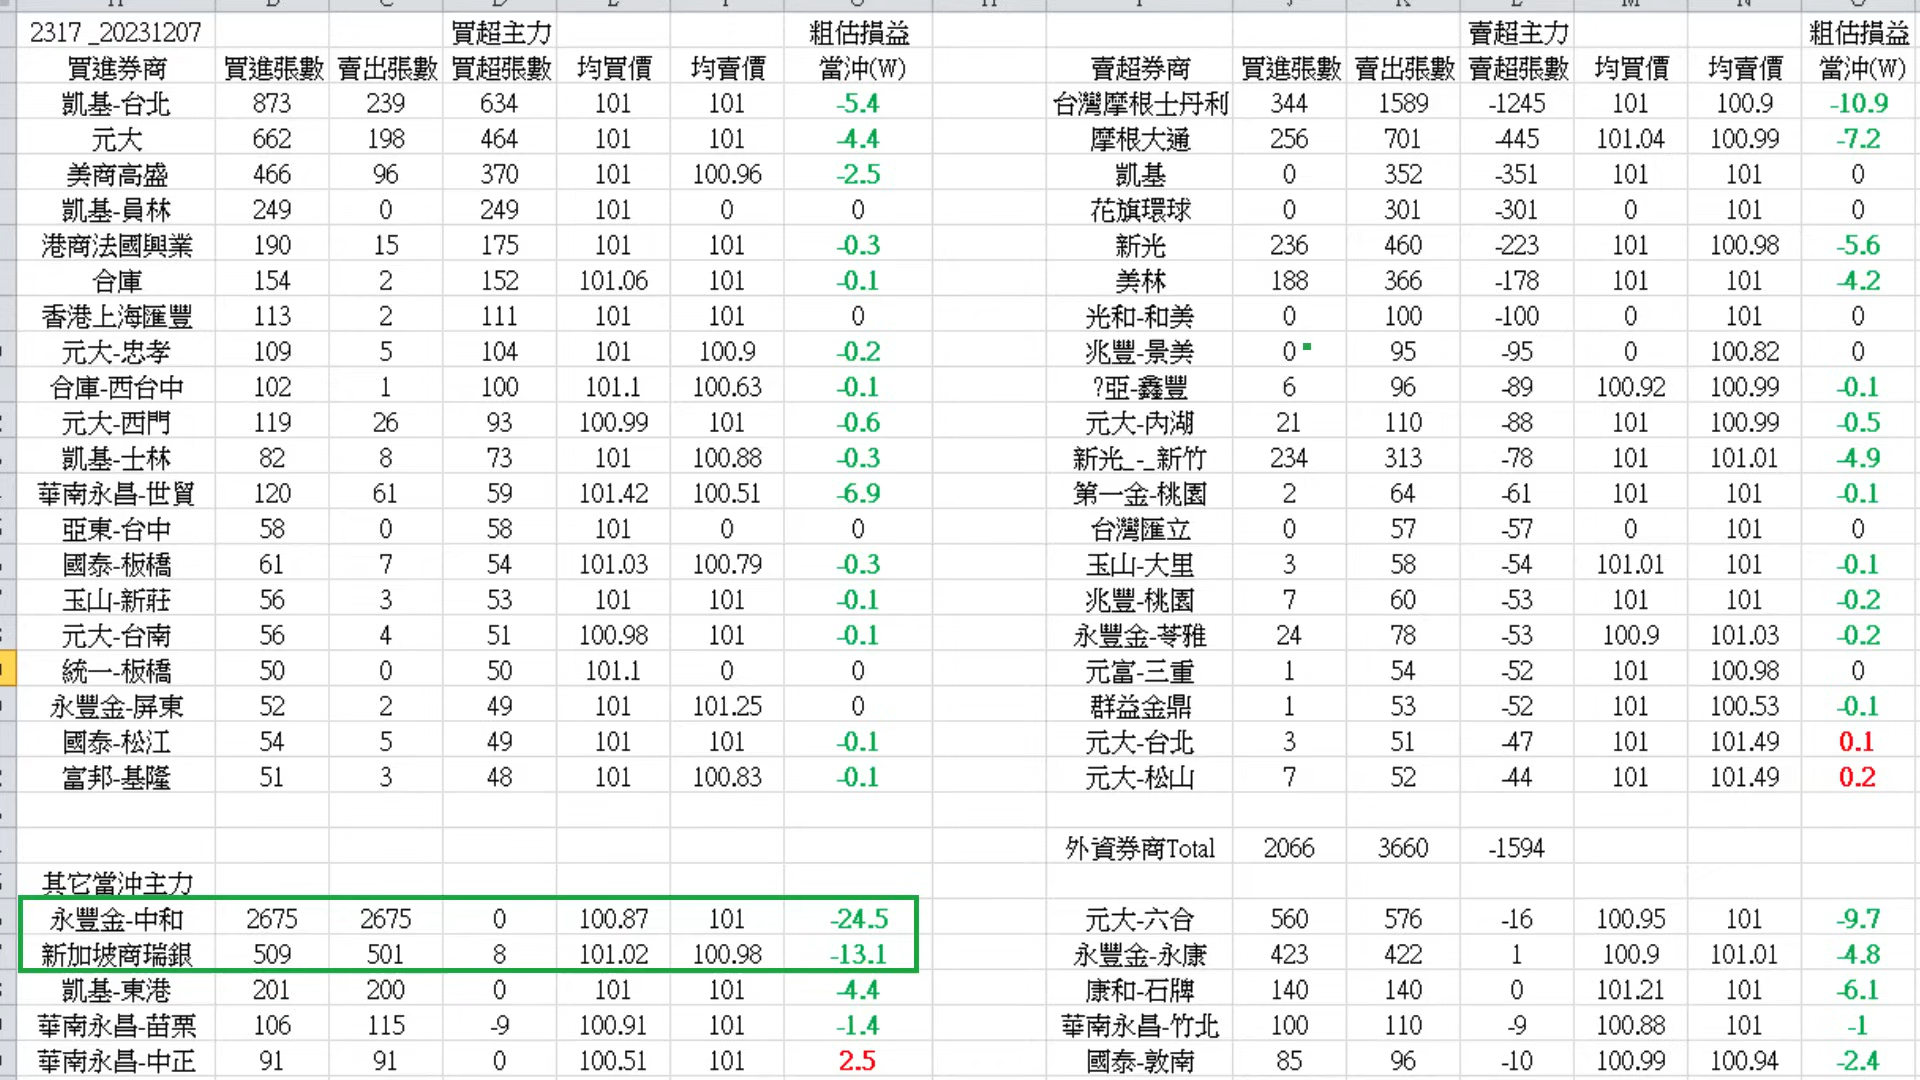 2317 _20231207 買超主力 粗估損益 賣超主力 粗估損益
買進券商 買進張數 賣出張數 買超張數 均買價 均賣價 當沖(W) 賣超券商 買進張數 賣出張數 賣超張數 均買價 均賣價 當沖(W)
凱基-台北 873 239 634 101 101 -5.4 台灣摩根士丹利 344 1589 -1245 101 100.9 -10.9
元大 662 198 464 101 101 -4.4 摩根大通 256 701 -445 101.04 100.99 -7.2
美商高盛 466 96 370 101 100.96 -2.5 凱基 0 352 -351 101 101 0
凱基-員林 249 0 249 101 0 0 花旗環球 0 301 -301 0 101 0
港商法國興業 190 15 175 101 101 -0.3 新光 236 460 -223 101 100.98 -5.6
合庫 154 2 152 101.06 101 -0.1 美林 188 366 -178 101 101 -4.2
香港上海匯豐 113 2 111 101 101 0 光和-和美 0 100 -100 0 101 0
元大-忠孝 109 5 104 101 100.9 -0.2 兆豐-景美 0 95 -95 0 100.82 0
合庫-西台中 102 1 100 101.1 100.63 -0.1 ?亞-鑫豐 6 96 -89 100.92 100.99 -0.1
元大-西門 119 26 93 100.99 101 -0.6 元大-內湖 21 110 -88 101 100.99 -0.5
凱基-士林 82 8 73 101 100.88 -0.3 新光_-_新竹 234 313 -78 101 101.01 -4.9
華南永昌-世貿 120 61 59 101.42 100.51 -6.9 第一金-桃園 2 64 -61 101 101 -0.1
亞東-台中 58 0 58 101 0 0 台灣匯立 0 57 -57 0 101 0
國泰-板橋 61 7 54 101.03 100.79 -0.3 玉山-大里 3 58 -54 101.01 101 -0.1
玉山-新莊 56 3 53 101 101 -0.1 兆豐-桃園 7 60 -53 101 101 -0.2
元大-台南 56 4 51 100.98 101 -0.1 永豐金-苓雅 24 78 -53 100.9 101.03 -0.2
統一-板橋 50 0 50 101.1 0 0 元富-三重 1 54 -52 101 100.98 0
永豐金-屏東 52 2 49 101 101.25 0 群益金鼎 1 53 -52 101 100.53 -0.1
國泰-松江 54 5 49 101 101 -0.1 元大-台北 3 51 -47 101 101.49 0.1
富邦-基隆 51 3 48 101 100.83 -0.1 元大-松山 7 52 -44 101 101.49 0.2
外資券商Total 2066 3660 -1594
其它當沖主力
永豐金-中和 2675 2675 0 100.87 101 -24.5 元大-六合 560 576 -16 100.95 101 -9.7
新加坡商瑞銀 509 501 8 101.02 100.98 -13.1 永豐金-永康 423 422 1 100.9 101.01 -4.8
凱基-東港 201 200 0 101 101 -4.4 康和-石牌 140 140 0 101.21 101 -6.1
華南永昌-苗栗 106 115 -9 100.91 101 -1.4 華南永昌-竹北 100 110 -9 100.88 101 -1
華南永昌-中正 91 91 0 100.51 101 2.5 國泰-敦南 85 96 -10 100.99 100.94 -2.4